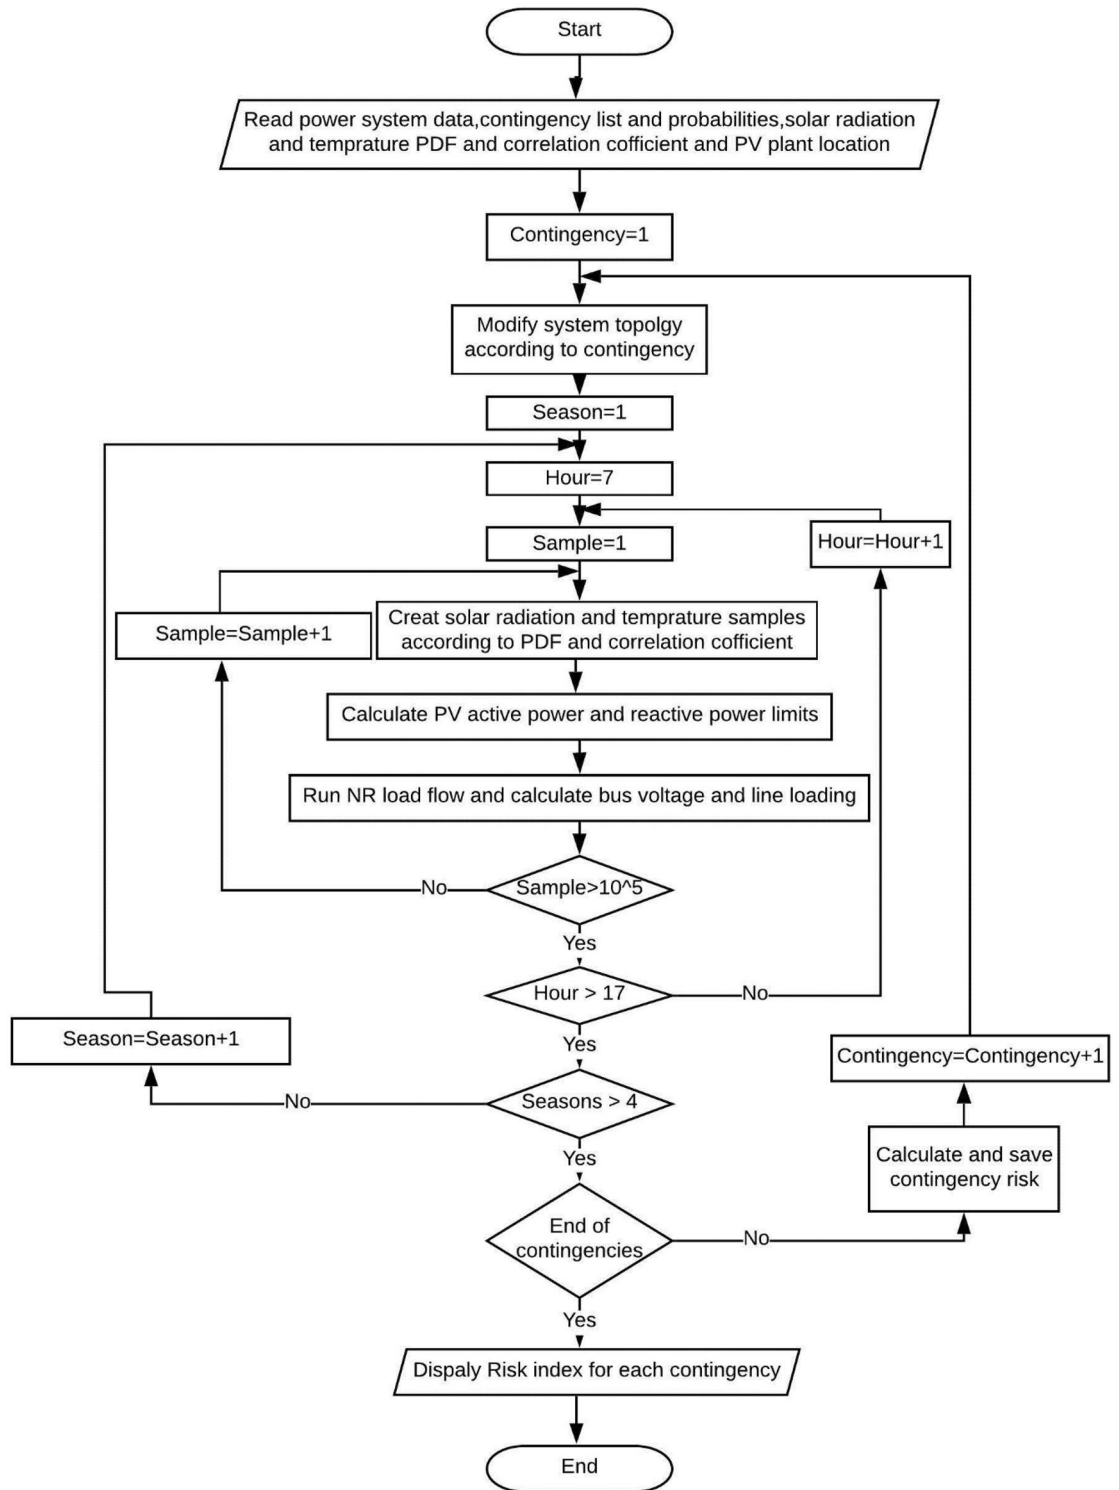 Start
Read power system data,contingency list and probabilities,solar radiation
and temprature PDF and correlation cofficient and PV plant location
Contingency=1
Modify system topolgy
according to contingency
Season=1
Hour=7
Sample=1
Hour=Hour+1
Sample=Sample+1
Creat solar radiation and temprature samples
according to PDF and correlation cofficient
Calculate PV active power and reactive power limits
Run NR load flow and calculate bus voltage and line loading
Sample>10^5
No
Yes
Hour > 17
No
Yes
Season=Season+1
Contingency=Contingency+1
Seasons > 4
No
Yes
Calculate and save
contingency risk
End of
contingencies
No
Yes
Dispaly Risk index for each contingency
End